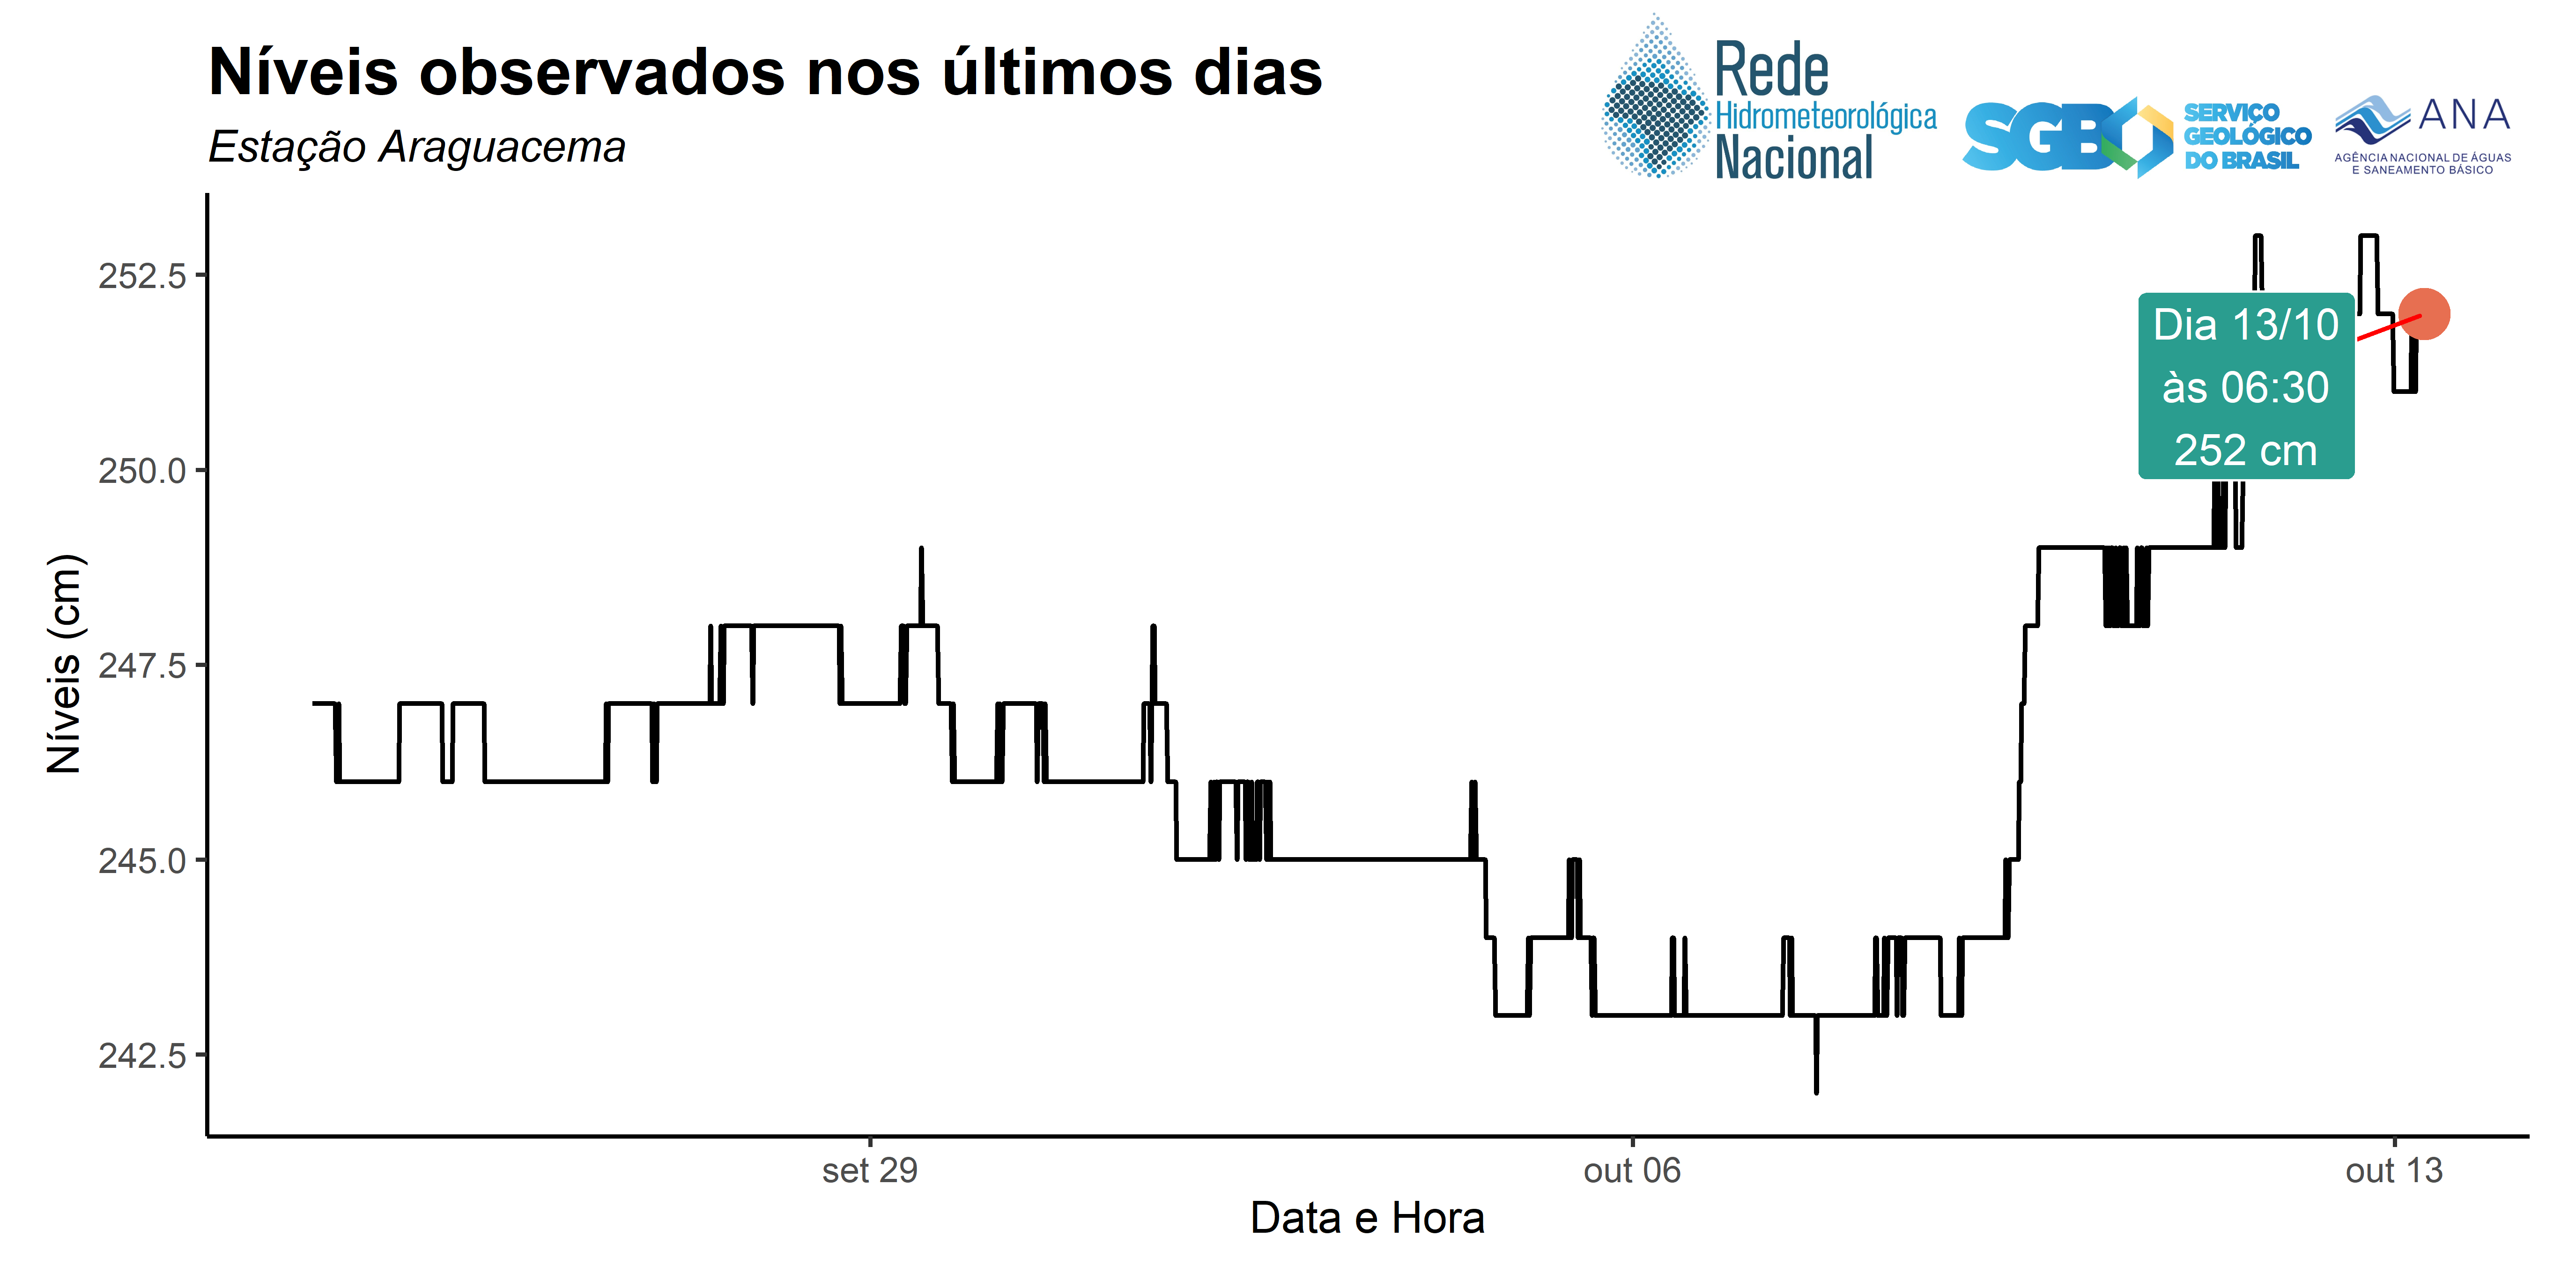 Níveis observados nos últimos dias
Estação Araguacema
Rede
Hidrometeorológica
Nacional
SGB
SERVIÇO
GEOLÓGICO
DO BRASIL
ANA
AGÊNCIA NACIONAL DE ÁGUAS
E SANEAMENTO BÁSICO
Níveis (cm)
252.5
250.0
247.5
245.0
242.5
Dia 13/10
às 06:30
252 cm
set 29
out 06
out 13
Data e Hora